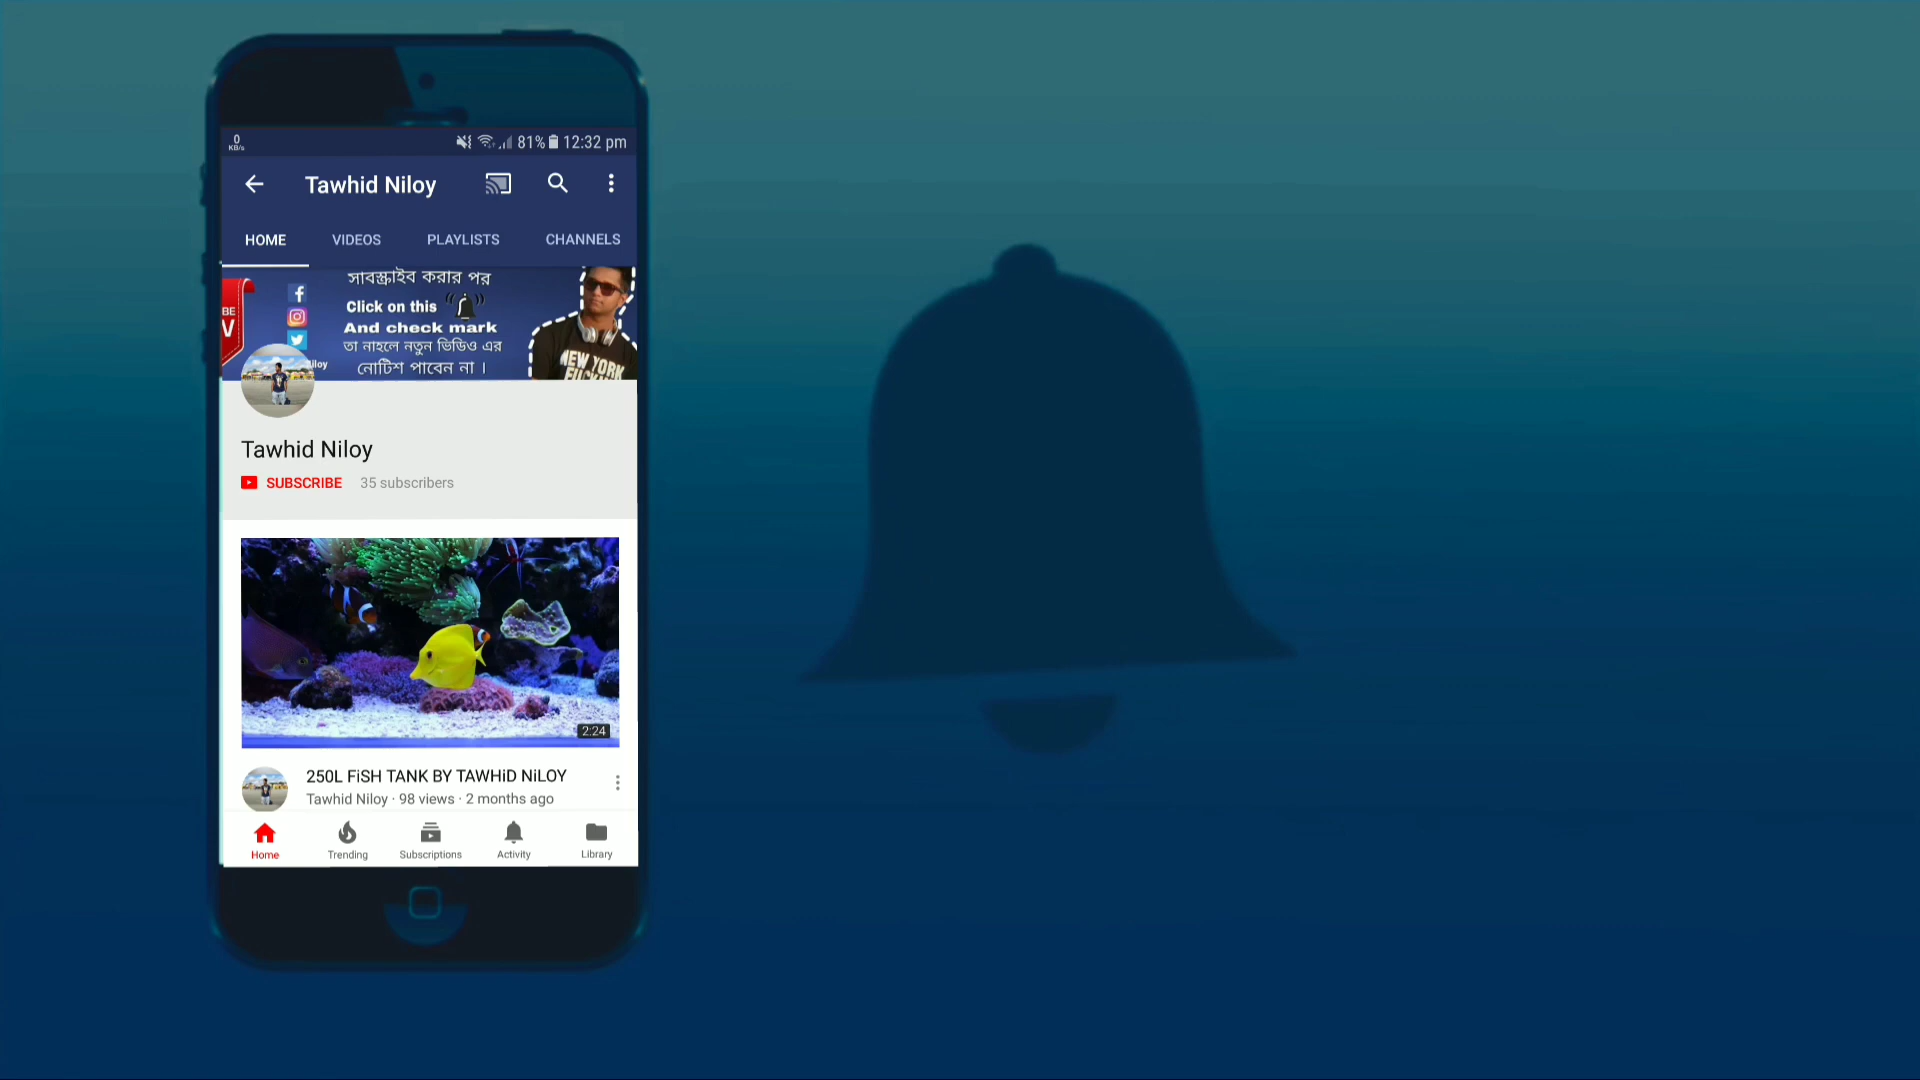 0
KB/s
81% 12:32 pm
Tawhid Niloy
HOME VIDEOS PLAYLISTS CHANNELS
সাবস্ক্রাইব করার পর
Click on this
And check mark
তা নাহলে নতুন ভিডিও এর
নোটিশ পাবেন না ।
BE
V
iloy
NEW YORK
Tawhid Niloy
SUBSCRIBE 35 subscribers
2:24
250L FiSH TANK BY TAWHiD NiLOY
Tawhid Niloy · 98 views · 2 months ago
Home Trending Subscriptions Activity Library